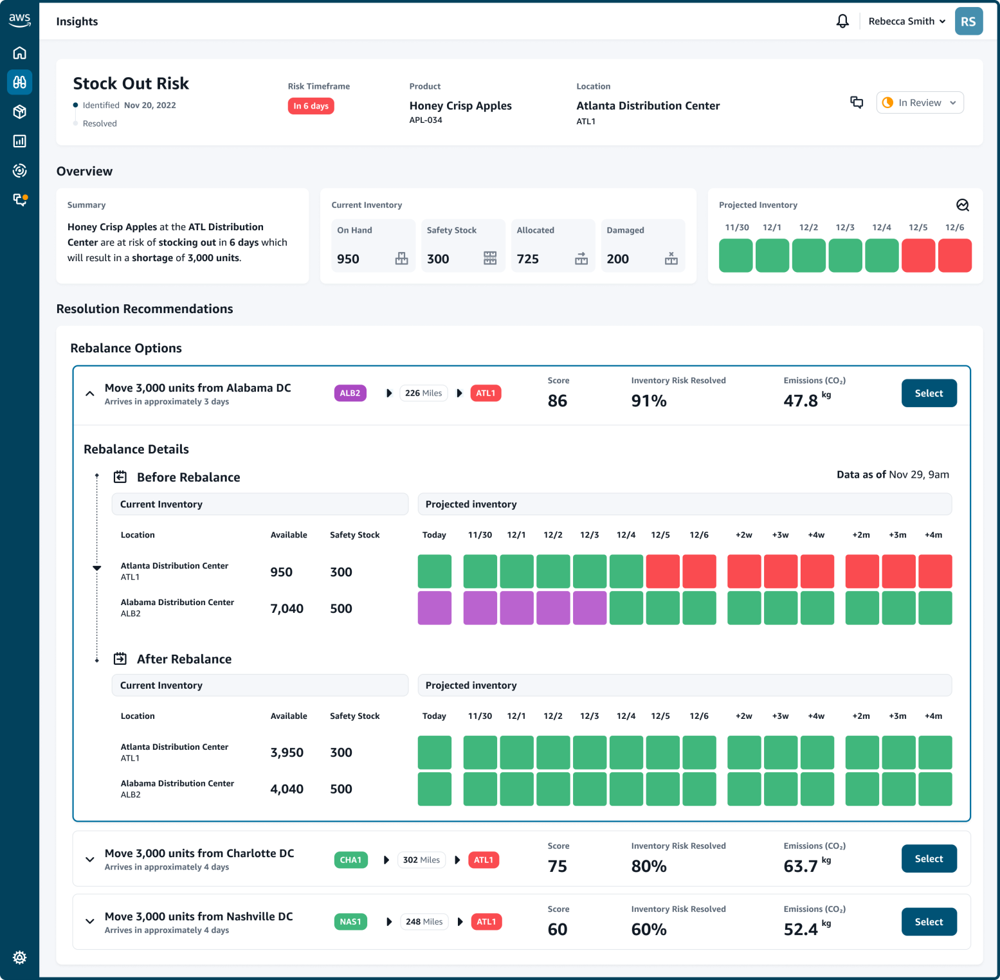 aws
Insights
Rebecca Smith
RS
Stock Out Risk
Identified Nov 20, 2022
Resolved
Risk Timeframe
In 6 days
Product
Honey Crisp Apples
APL-034
Location
Atlanta Distribution Center
ATL1
In Review
Overview
Summary
Honey Crisp Apples at the ATL Distribution
Center are at risk of stocking out in 6 days which
will result in a shortage of 3,000 units.
Current Inventory
On Hand
950
Safety Stock
300
Allocated
725
Damaged
200
Projected Inventory
11/30 12/1 12/2 12/3 12/4 12/5 12/6
Resolution Recommendations
Rebalance Options
Move 3,000 units from Alabama DC
Arrives in approximately 3 days
ALB2
226 Miles
ATL1
Score
86
Inventory Risk Resolved
91%
Emissions (CO₂)
47.8 kg
Select
Rebalance Details
Before Rebalance
Data as of Nov 29, 9am
Current Inventory
Projected inventory
Location Available Safety Stock Today 11/30 12/1 12/2 12/3 12/4 12/5 12/6 +2w +3w +4w +2m +3m +4m
Atlanta Distribution Center
ATL1
950 300
Alabama Distribution Center
ALB2
7,040 500
After Rebalance
Current Inventory
Projected inventory
Location Available Safety Stock Today 11/30 12/1 12/2 12/3 12/4 12/5 12/6 +2w +3w +4w +2m +3m +4m
Atlanta Distribution Center
ATL1
3,950 300
Alabama Distribution Center
ALB2
4,040 500
Move 3,000 units from Charlotte DC
Arrives in approximately 4 days
CHA1
302 Miles
ATL1
Score
75
Inventory Risk Resolved
80%
Emissions (CO₂)
63.7 kg
Select
Move 3,000 units from Nashville DC
Arrives in approximately 4 days
NAS1
248 Miles
ATL1
Score
60
Inventory Risk Resolved
60%
Emissions (CO₂)
52.4 kg
Select